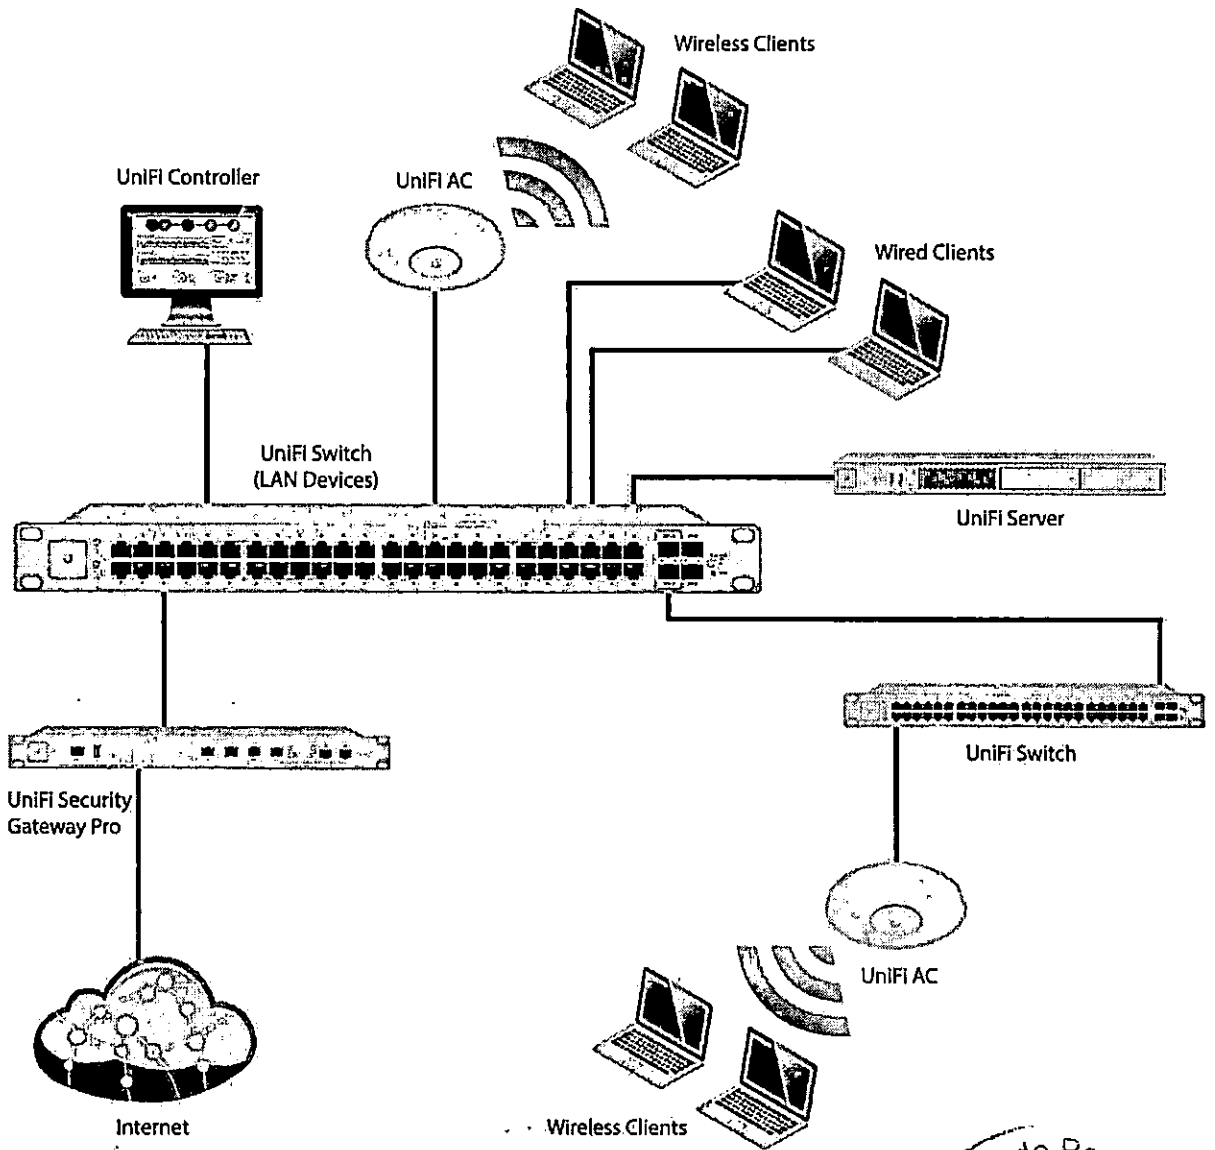 Wireless Clients
UniFi Controller
UniFi AC
Wired Clients
UniFi Switch
(LAN Devices)
UniFi Server
UniFi Switch
UniFi Security
Gateway Pro
UniFi AC
Internet
Wireless Clients